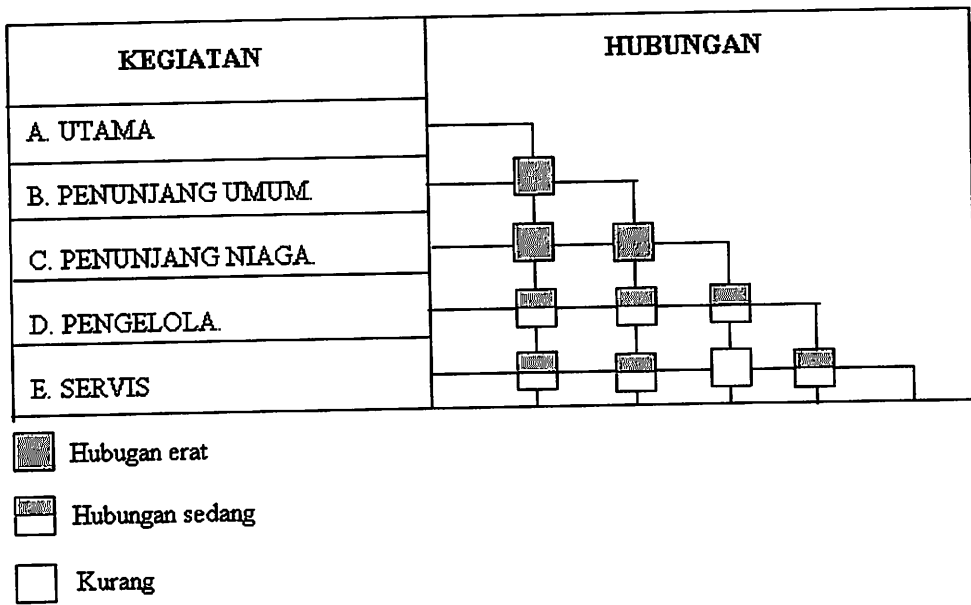 KEGIATAN
HUBUNGAN
A. UTAMA
B. PENUNJANG UMUM.
C. PENUNJANG NIAGA.
D. PENGELOLA.
E. SERVIS
Hubugan erat
Hubungan sedang
Kurang